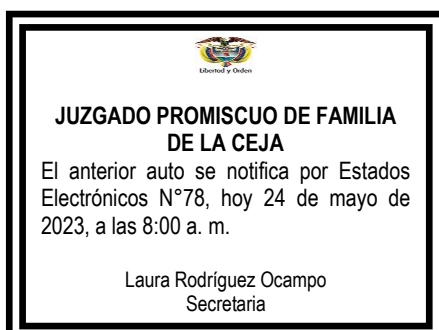 Libertad y Orden
JUZGADO PROMISCUO DE FAMILIA
DE LA CEJA
El anterior auto se notifica por Estados
Electrónicos N°78, hoy 24 de mayo de
2023, a las 8:00 a. m.
Laura Rodríguez Ocampo
Secretaria